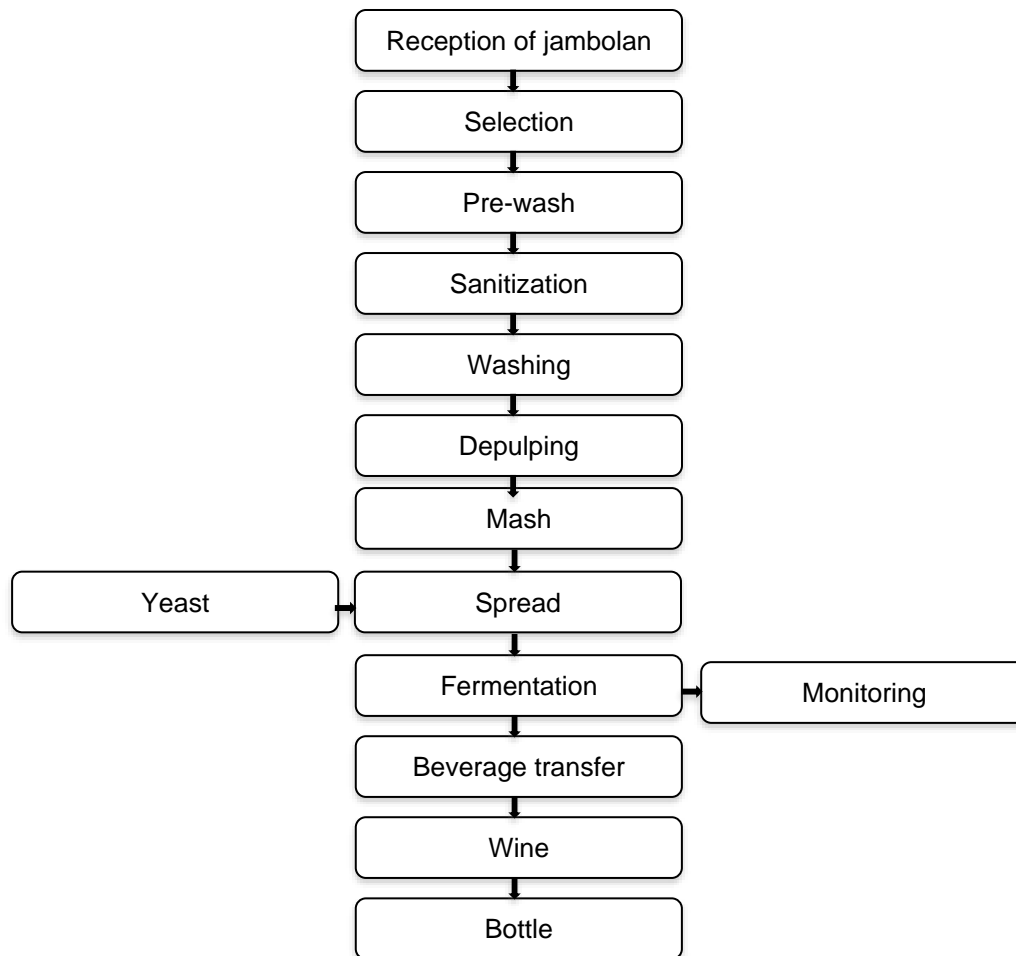 Reception of jambolan
Selection
Pre-wash
Sanitization
Washing
Depulping
Mash
Yeast
Spread
Fermentation
Monitoring
Beverage transfer
Wine
Bottle